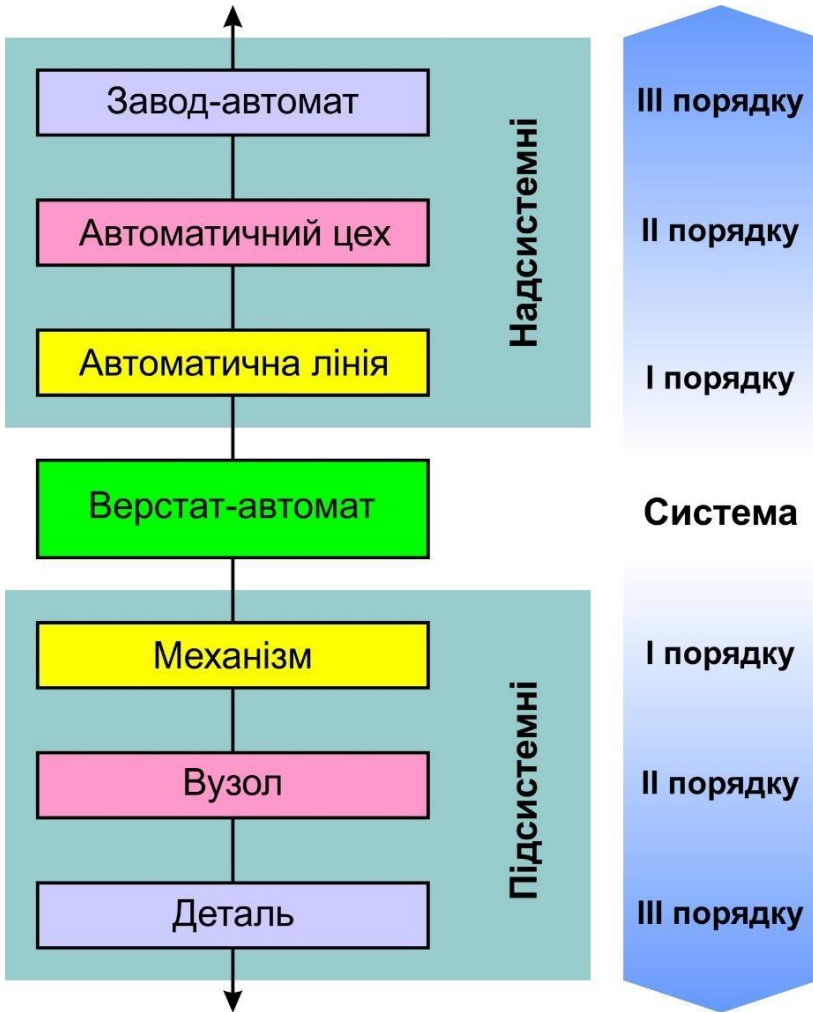 Завод-автомат
Автоматичний цех
Автоматична лінія
Надсистемні
III порядку
II порядку
I порядку
Верстат-автомат
Система
Механізм
Вузол
Деталь
Підсистемні
I порядку
II порядку
III порядку